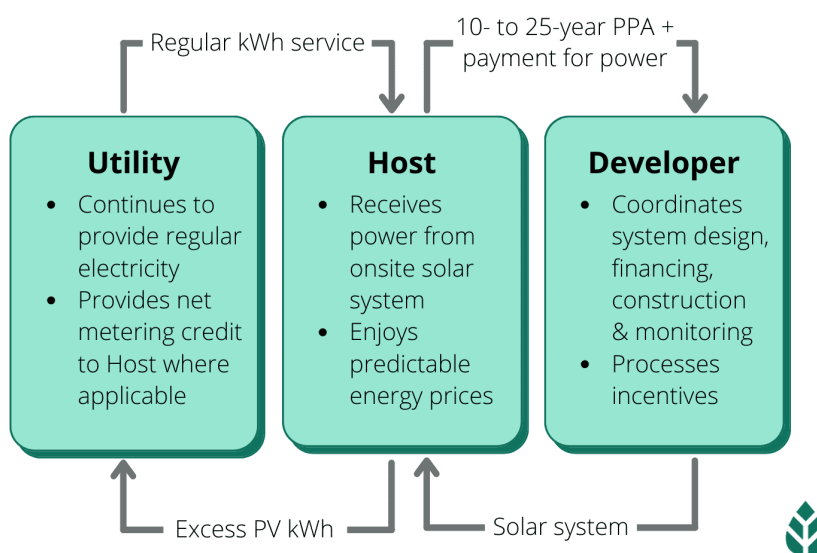 Regular kWh service
10- to 25-year PPA +
payment for power
Utility
• Continues to
provide regular
electricity
• Provides net
metering credit
to Host where
applicable
Host
• Receives
power from
onsite solar
system
• Enjoys
predictable
energy prices
Developer
• Coordinates
system design,
financing,
construction
& monitoring
• Processes
incentives
Excess PV kWh
Solar system